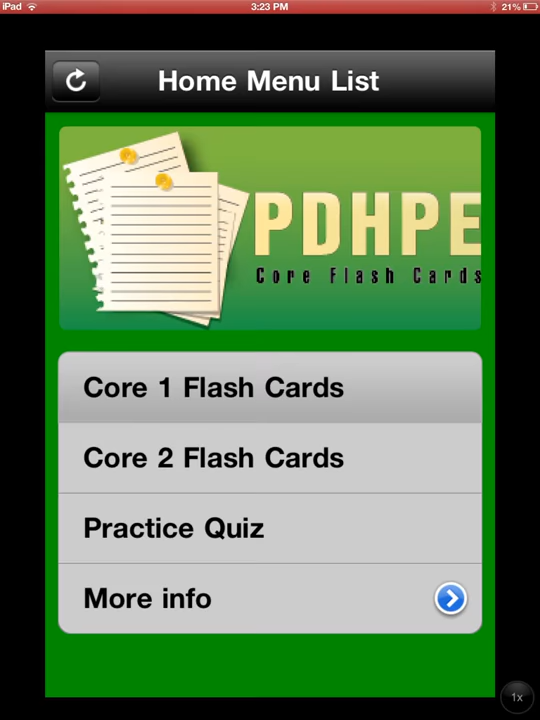 iPad 3:23 PM 21%
Home Menu List
PDHPE
Core Flash Cards
Core 1 Flash Cards
Core 2 Flash Cards
Practice Quiz
More info
1x